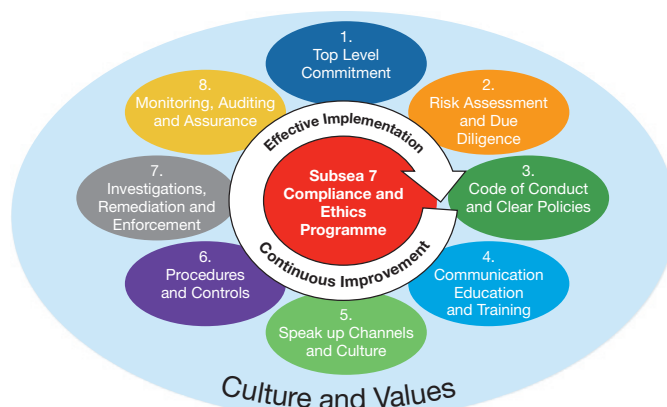 1.
Top Level
Commitment
2.
Risk Assessment
and Due
Diligence
3.
Code of Conduct
and Clear Policies
4.
Communication
Education
and Training
5.
Speak up Channels
and Culture
6.
Procedures
and Controls
7.
Investigations,
Remediation and
Enforcement
8.
Monitoring, Auditing
and Assurance
Effective Implementation
Subsea 7
Compliance and
Ethics
Programme
Continuous Improvement
Culture and Values